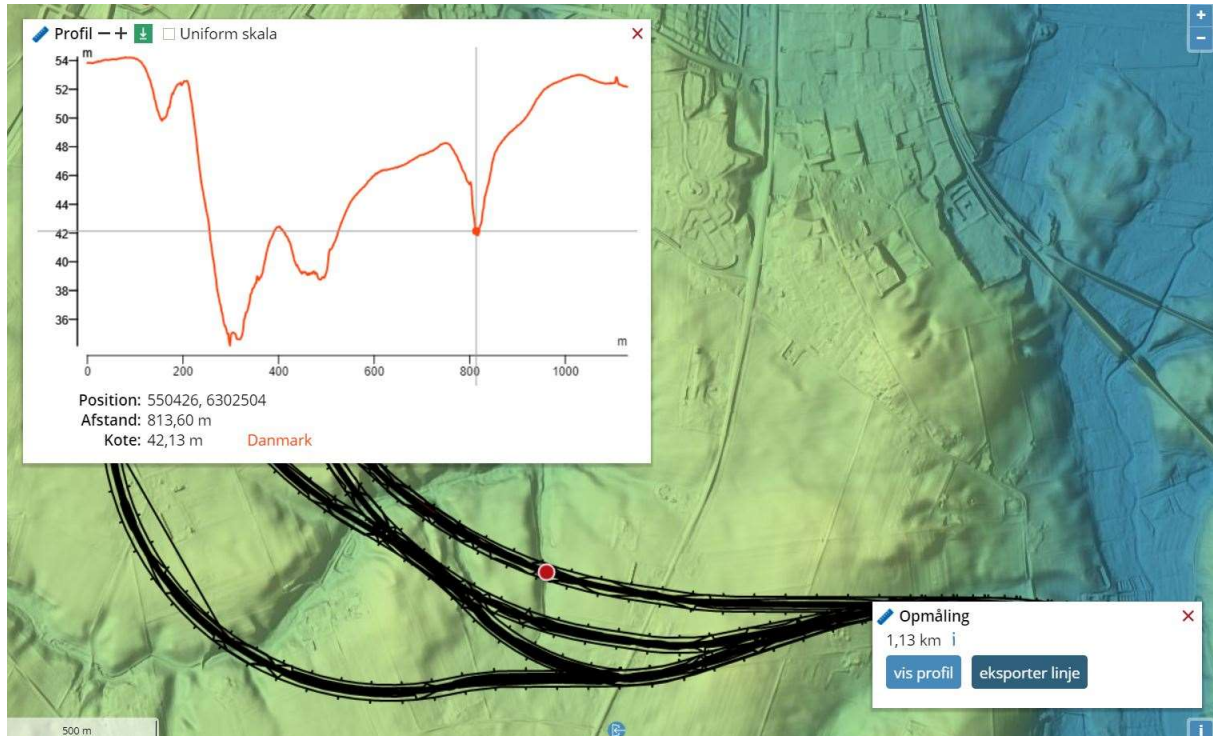 Profil − + Uniform skala
m
54
52
50
48
46
44
42
40
38
36
m
0 200 400 600 800 1000
Position: 550426, 6302504
Afstand: 813,60 m
Kote: 42,13 m Danmark
+
−
Opmåling
1,13 km i
vis profil eksporter linje
500 m
i